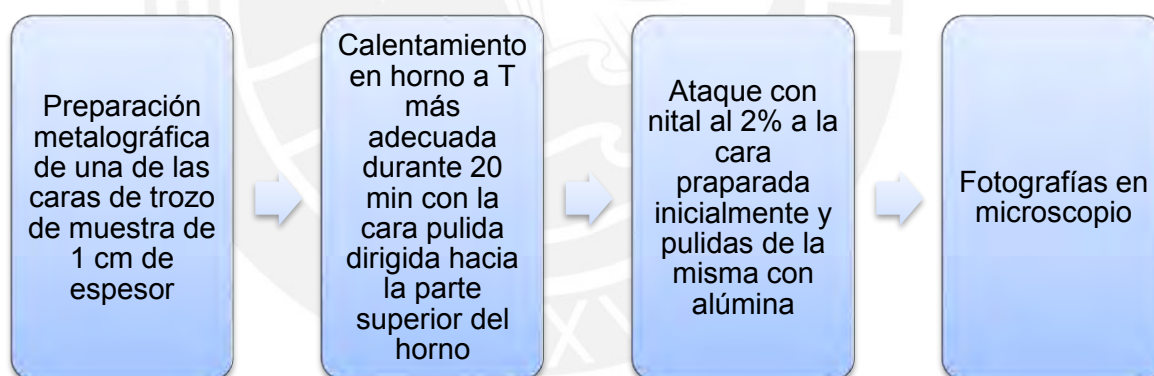 Preparación
metalográfica
de una de las
caras de trozo
de muestra de
1 cm de
espesor
Calentamiento
en horno a T
más
adecuada
durante 20
min con la
cara pulida
dirigida hacia
la parte
superior del
horno
Ataque con
nital al 2% a la
cara
praparada
inicialmente y
pulidas de la
misma con
alúmina
Fotografías en
microscopio